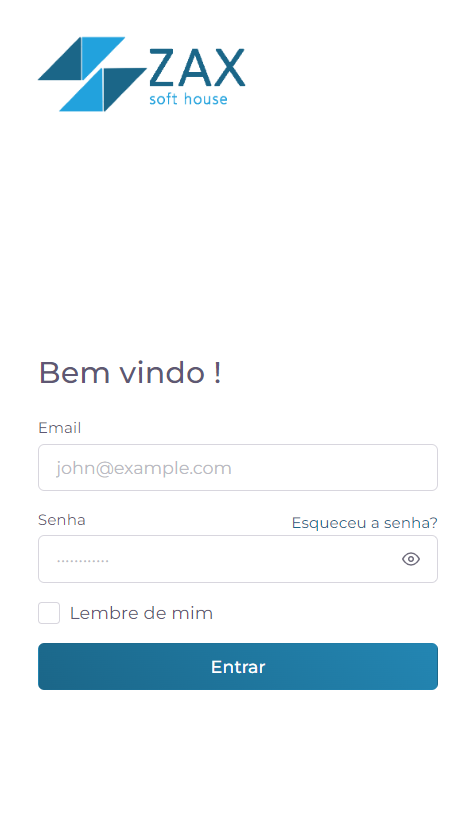 ZAX
soft house
Bem vindo !
Email
john@example.com
Senha
Esqueceu a senha?
............
Lembre de mim
Entrar